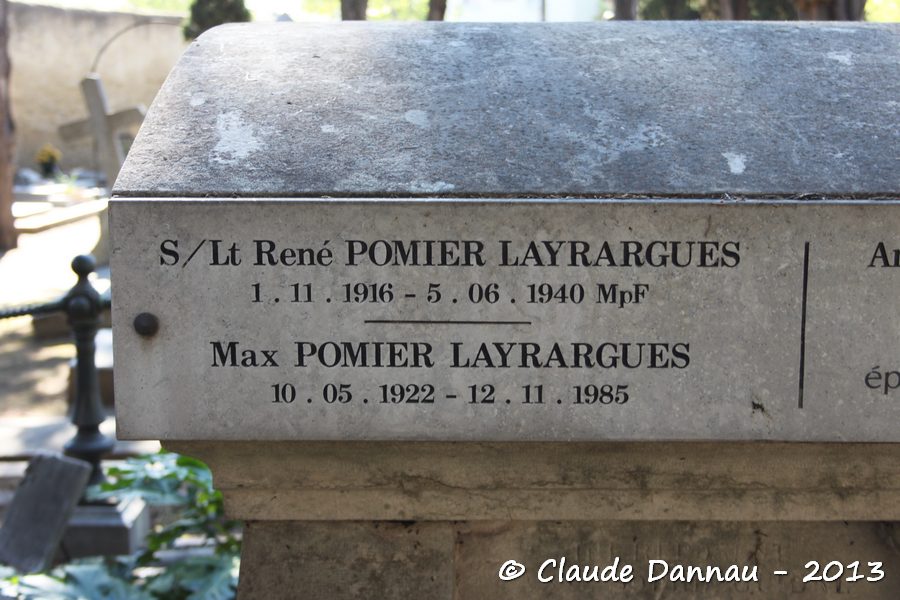 S/Lt René POMIER LAYRARGUES
1 . 11 . 1916 - 5 . 06 . 1940 MpF
Max POMIER LAYRARGUES
10 . 05 . 1922 - 12 . 11 . 1985
© Claude Dannau - 2013